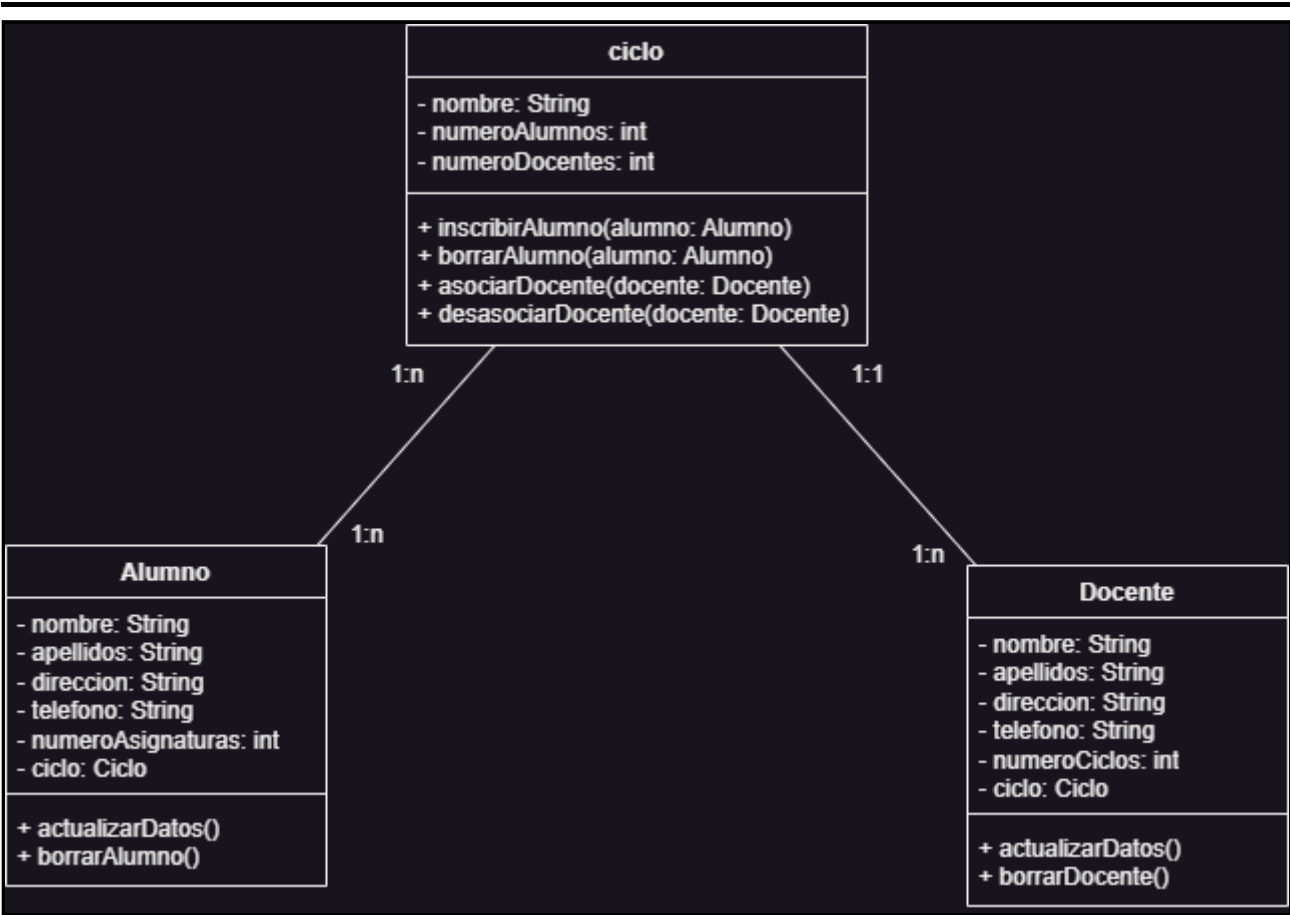 ciclo
- nombre: String
- numeroAlumnos: int
- numeroDocentes: int
+ inscribirAlumno(alumno: Alumno)
+ borrarAlumno(alumno: Alumno)
+ asociarDocente(docente: Docente)
+ desasociarDocente(docente: Docente)
1:n
1:1
1:n
1:n
Alumno
- nombre: String
- apellidos: String
- direccion: String
- telefono: String
- numeroAsignaturas: int
- ciclo: Ciclo
+ actualizarDatos()
+ borrarAlumno()
Docente
- nombre: String
- apellidos: String
- direccion: String
- telefono: String
- numeroCiclos: int
- ciclo: Ciclo
+ actualizarDatos()
+ borrarDocente()